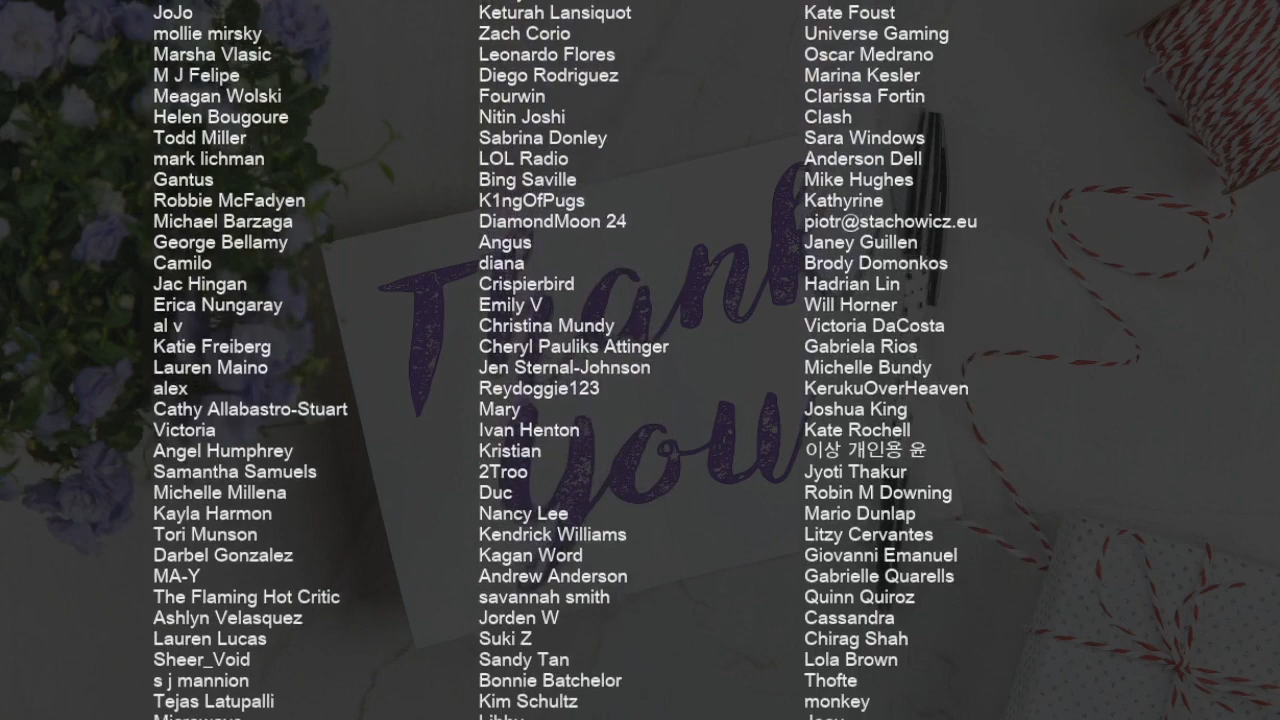 JoJo
mollie mirsky
Marsha Vlasic
M J Felipe
Meagan Wolski
Helen Bougoure
Todd Miller
mark lichman
Gantus
Robbie McFadyen
Michael Barzaga
George Bellamy
Camilo
Jac Hingan
Erica Nungaray
al v
Katie Freiberg
Lauren Maino
alex
Cathy Allabastro-Stuart
Victoria
Angel Humphrey
Samantha Samuels
Michelle Millena
Kayla Harmon
Tori Munson
Darbel Gonzalez
MA-Y
The Flaming Hot Critic
Ashlyn Velasquez
Lauren Lucas
Sheer_Void
s j mannion
Tejas Latupalli
Keturah Lansiquot
Zach Corio
Leonardo Flores
Diego Rodriguez
Fourwin
Nitin Joshi
Sabrina Donley
LOL Radio
Bing Saville
K1ngOfPugs
DiamondMoon 24
Angus
diana
Crispierbird
Emily V
Christina Mundy
Cheryl Pauliks Attinger
Jen Sternal-Johnson
Reydoggie123
Mary
Ivan Henton
Kristian
2Troo
Duc
Nancy Lee
Kendrick Williams
Kagan Word
Andrew Anderson
savannah smith
Jorden W
Suki Z
Sandy Tan
Bonnie Batchelor
Kim Schultz
Kate Foust
Universe Gaming
Oscar Medrano
Marina Kesler
Clarissa Fortin
Clash
Sara Windows
Anderson Dell
Mike Hughes
Kathyrine
piotr@stachowicz.eu
Janey Guillen
Brody Domonkos
Hadrian Lin
Will Horner
Victoria DaCosta
Gabriela Rios
Michelle Bundy
KerukuOverHeaven
Joshua King
Kate Rochell
이상 개인용 윤
Jyoti Thakur
Robin M Downing
Mario Dunlap
Litzy Cervantes
Giovanni Emanuel
Gabrielle Quarells
Quinn Quiroz
Cassandra
Chirag Shah
Lola Brown
Thofte
monkey
Thank
you